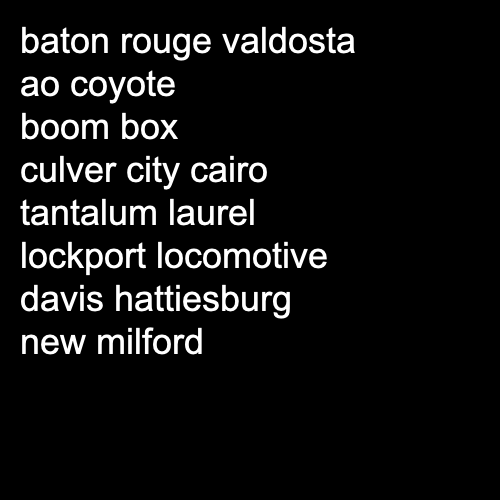 baton rouge valdosta
ao coyote
boom box
culver city cairo
tantalum laurel
lockport locomotive
davis hattiesburg
new milford